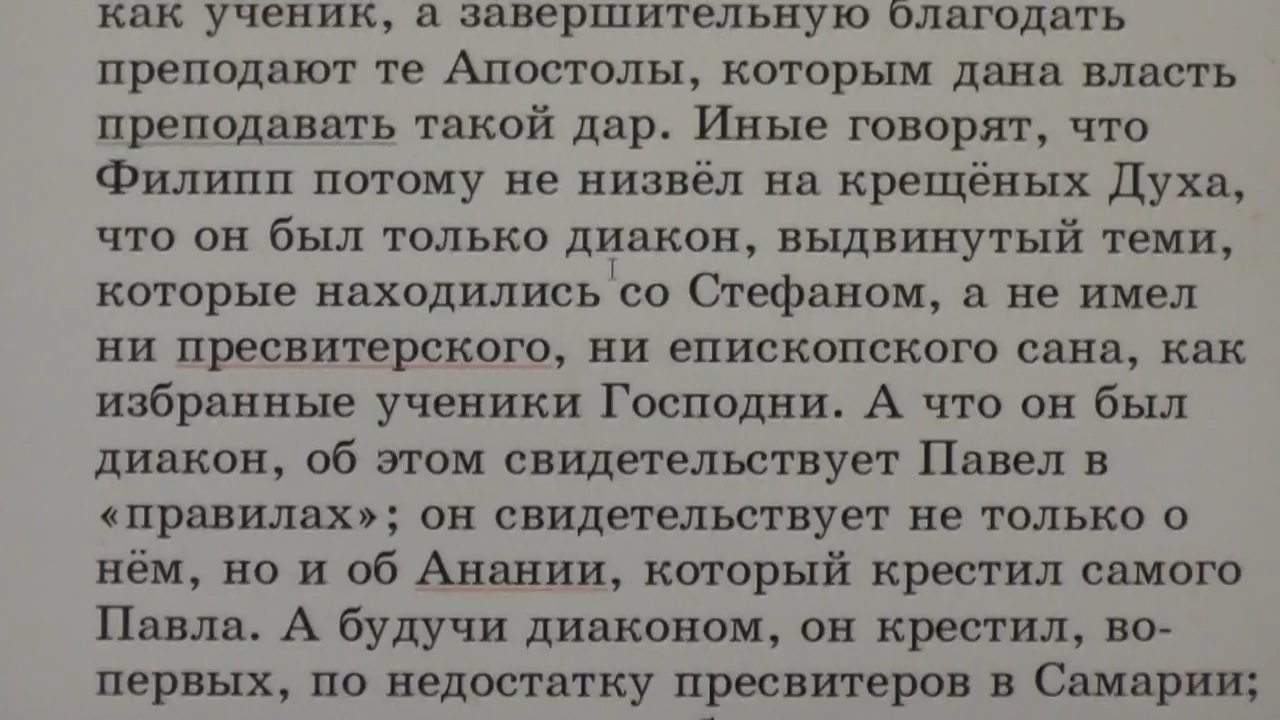 как ученик, а завершительную благодать
преподают те Апостолы, которым дана власть
преподавать такой дар. Иные говорят, что
Филипп потому не низвёл на крещёных Духа,
что он был только диакон, выдвинутый теми,
которые находились со Стефаном, а не имел
ни пресвитерского, ни епископского сана, как
избранные ученики Господни. А что он был
диакон, об этом свидетельствует Павел в
«правилах»; он свидетельствует не только о
нём, но и об Анании, который крестил самого
Павла. А будучи диаконом, он крестил, во-
первых, по недостатку пресвитеров в Самарии;